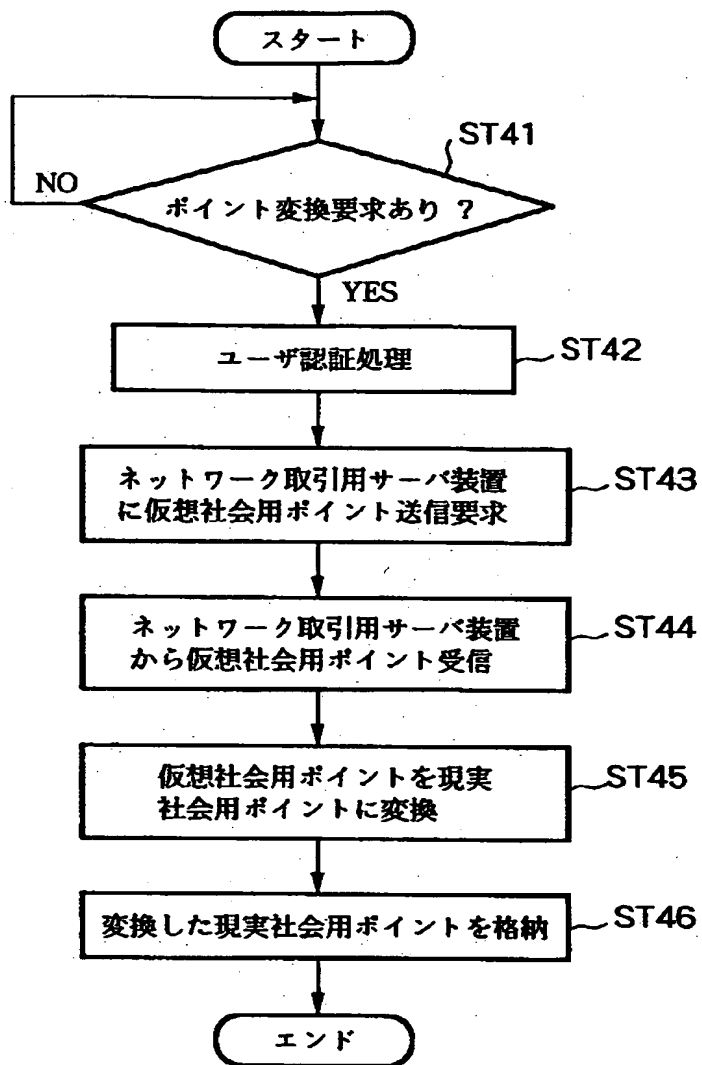 スタート
ST41
NO
ポイント変換要求あり ?
YES
ユーザ認証処理
ST42
ネットワーク取引用サーバ装置
に仮想社会用ポイント送信要求
ST43
ネットワーク取引用サーバ装置
から仮想社会用ポイント受信
ST44
仮想社会用ポイントを現実
社会用ポイントに変換
ST45
変換した現実社会用ポイントを格納
ST46
エンド